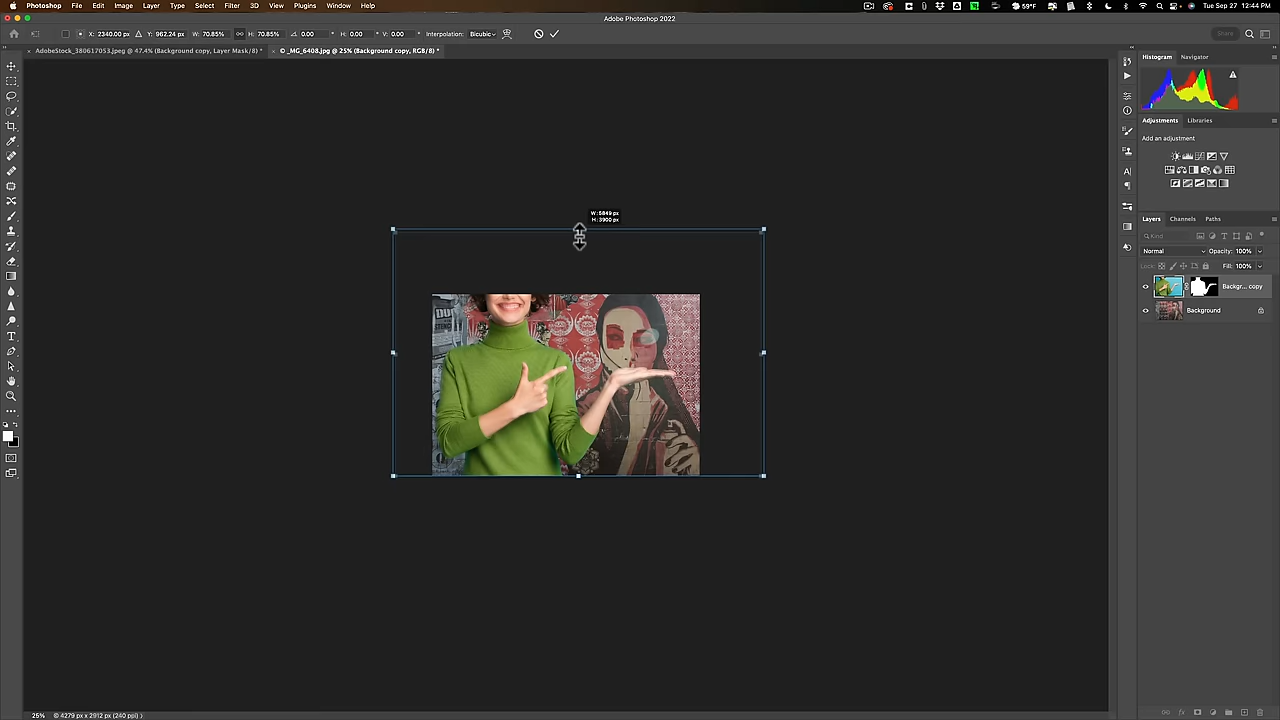 Photoshop File Edit Image Layer Type Select Filter 3D View Plugins Window Help 59°F Tue Sep 27 12:44 PM
Adobe Photoshop 2022
X: 2340.00 px Y: 962.24 px W: 70.85% H: 70.85% 0.00 ° H: 0.00 ° V: 0.00 ° Interpolation: Bicubic Share
× AdobeStock_380617053.jpeg @ 47.4% (Background copy, Layer Mask/8) * × © _MG_6408.jpg @ 25% (Background copy, RGB/8) *
Histogram Navigator
Adjustments Libraries
Add an adjustment
W: 5849 px
H: 3900 px
Layers Channels Paths
Kind
Normal Opacity: 100%
Lock: Fill: 100%
Backgr... copy
Background
25% © 4279 px x 2912 px (240 ppi) >